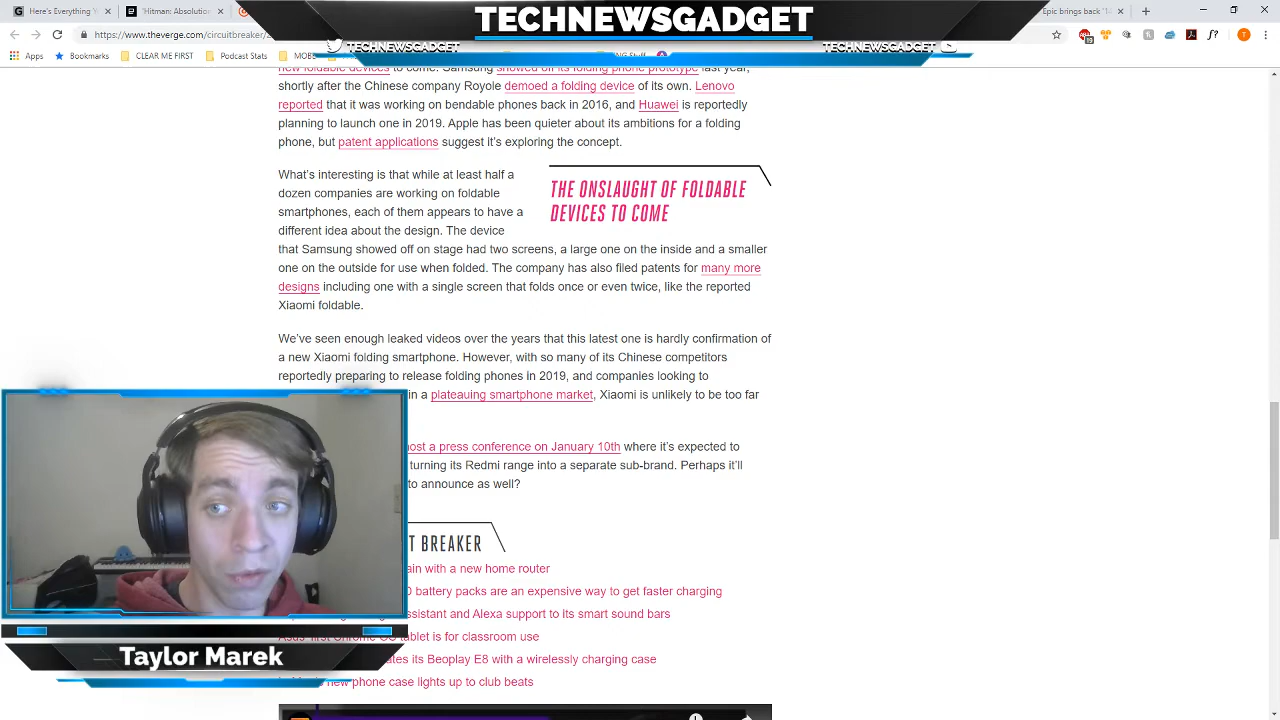 TECHNEWSGADGET
Here's Everything
"Hitman: Absolution
Epic brings back
https://www.theverge.com/circuitbreaker/
TECHNEWSGADGET
TECHNEWSGADGET
Apps
Bookmarks
CLEAR ME FIRST
Podcast Stats
new foldable devices to come. Samsung showed off its folding phone prototype last year,
shortly after the Chinese company Royole demoed a folding device of its own. Lenovo
reported that it was working on bendable phones back in 2016, and Huawei is reportedly
planning to launch one in 2019. Apple has been quieter about its ambitions for a folding
phone, but patent applications suggest it's exploring the concept.
What's interesting is that while at least half a
dozen companies are working on foldable
smartphones, each of them appears to have a
different idea about the design. The device
THE ONSLAUGHT OF FOLDABLE
DEVICES TO COME
that Samsung showed off on stage had two screens, a large one on the inside and a smaller
one on the outside for use when folded. The company has also filed patents for many more
designs including one with a single screen that folds once or even twice, like the reported
Xiaomi foldable.
We've seen enough leaked videos over the years that this latest one is hardly confirmation of
a new Xiaomi folding smartphone. However, with so many of its Chinese competitors
reportedly preparing to release folding phones in 2019, and companies looking to
in a plateauing smartphone market, Xiaomi is unlikely to be too far
host a press conference on January 10th where it's expected to
turning its Redmi range into a separate sub-brand. Perhaps it'll
to announce as well?
T BREAKER
ain with a new home router
battery packs are an expensive way to get faster charging
ssistant and Alexa support to its smart sound bars
Asus' first Chrome OS tablet is for classroom use
ates its Beoplay E8 with a wirelessly charging case
new phone case lights up to club beats
Taylor Marek